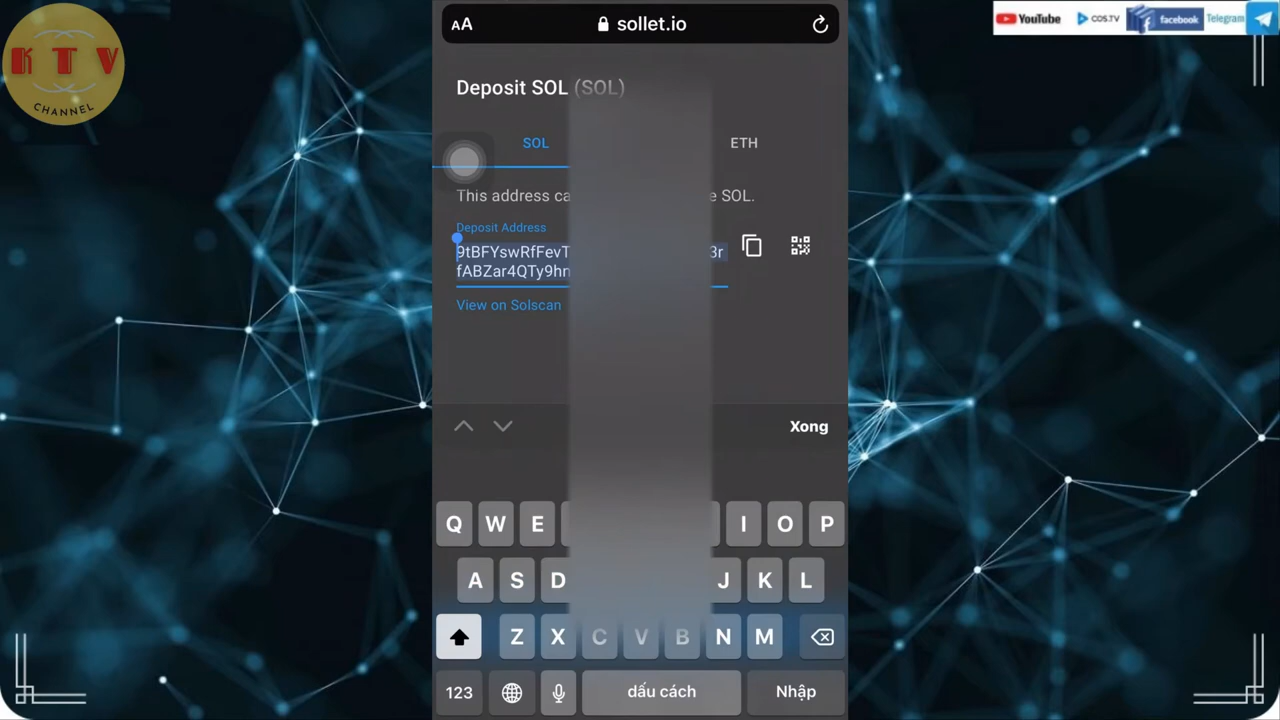 K T V
CHANNEL
YouTube
COS.TV
facebook
Telegram
AA
sollet.io
Deposit SOL (SOL)
SOL
ETH
This address ca
e SOL.
Deposit Address
9tBFYswRfFevT
3r
fABZar4QTy9hn
View on Solscan
Xong
Q W E
I O P
A S D
J K L
Z X C V B N M
123
dấu cách
Nhập